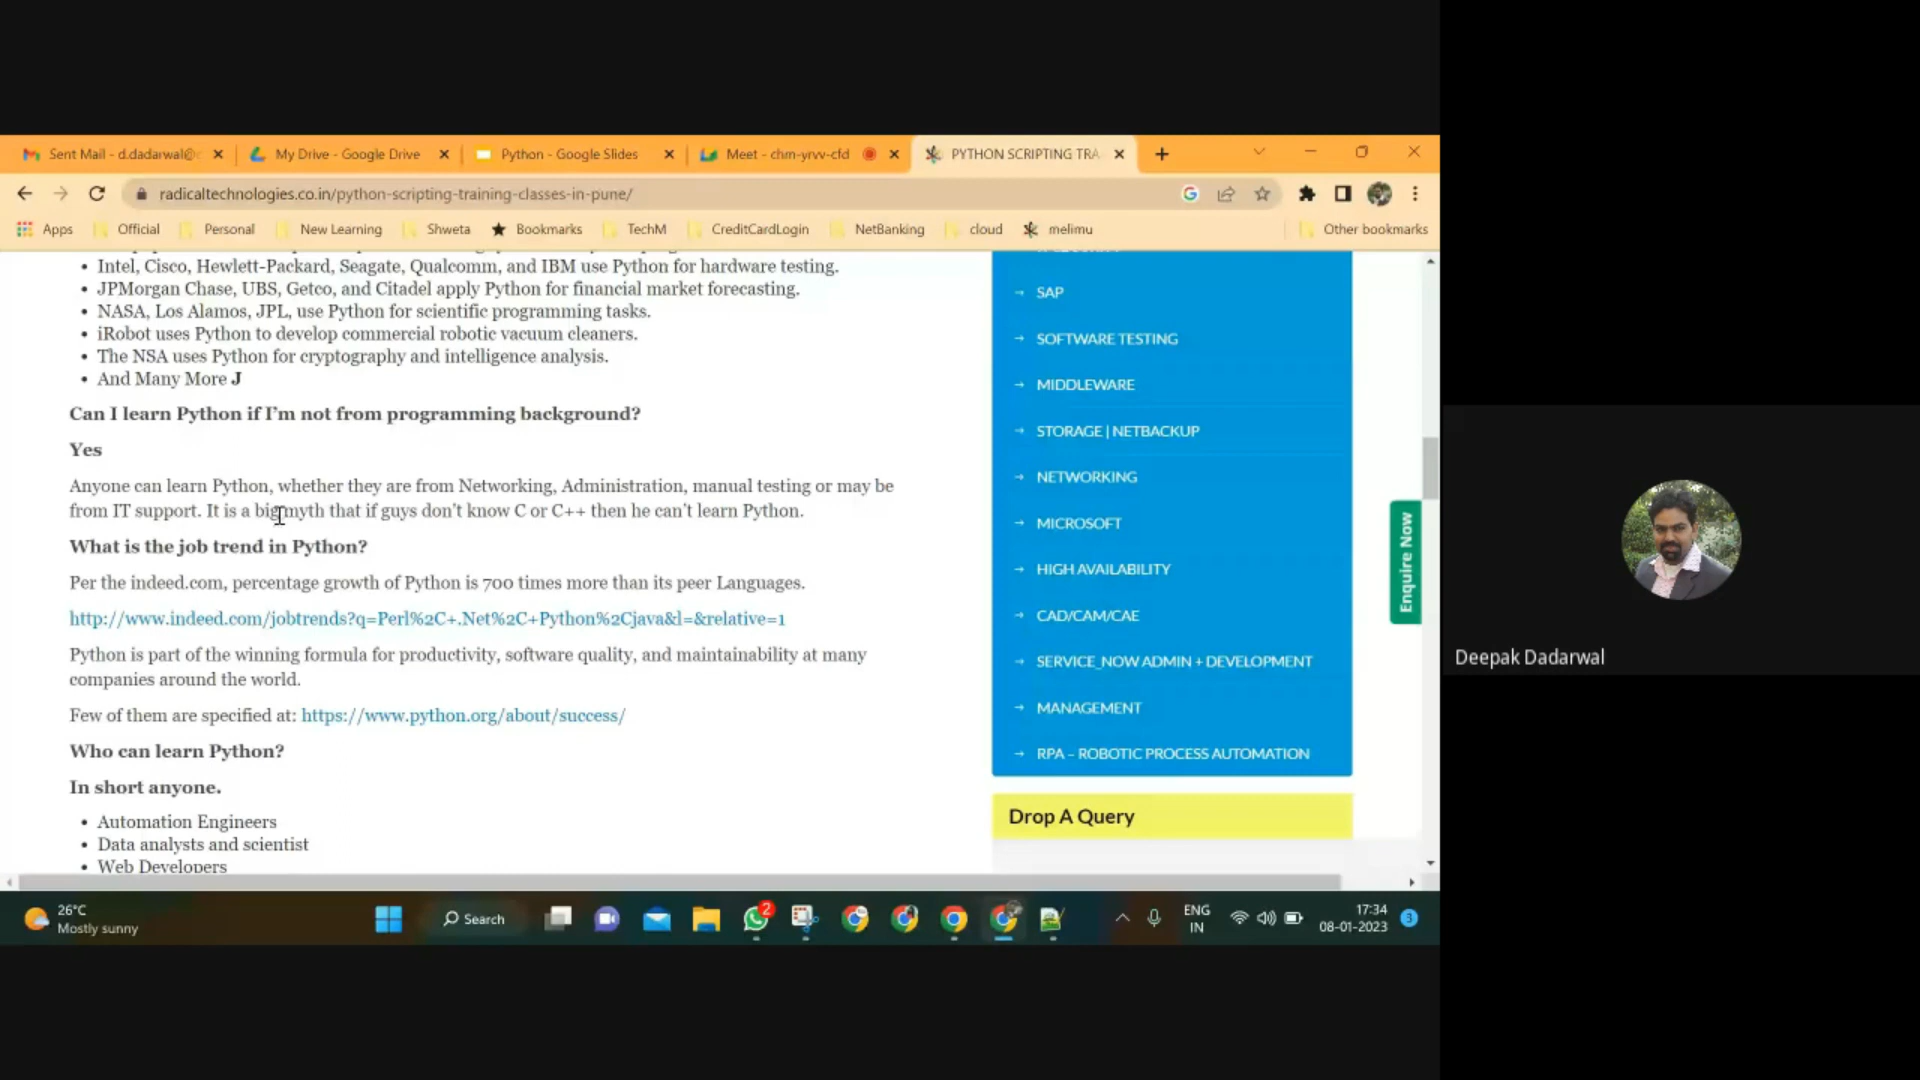 Sent Mail - d.dadarwal@
My Drive - Google Drive
Python - Google Slides
Meet - chm-yrvv-cfd
PYTHON SCRIPTING TRA
radicaltechnologies.co.in/python-scripting-training-classes-in-pune/
Apps
Official
Personal
New Learning
Shweta
Bookmarks
TechM
CreditCardLogin
NetBanking
cloud
melimu
Other bookmarks
• Intel, Cisco, Hewlett-Packard, Seagate, Qualcomm, and IBM use Python for hardware testing.
• JPMorgan Chase, UBS, Getco, and Citadel apply Python for financial market forecasting.
• NASA, Los Alamos, JPL, use Python for scientific programming tasks.
• iRobot uses Python to develop commercial robotic vacuum cleaners.
• The NSA uses Python for cryptography and intelligence analysis.
• And Many More J
Can I learn Python if I'm not from programming background?
Yes
Anyone can learn Python, whether they are from Networking, Administration, manual testing or may be
from IT support. It is a big myth that if guys don't know C or C++ then he can't learn Python.
What is the job trend in Python?
Per the indeed.com, percentage growth of Python is 700 times more than its peer Languages.
http://www.indeed.com/jobtrends?q=Perl%2C+.Net%2C+Python%2Cjava&l=&relative=1
Python is part of the winning formula for productivity, software quality, and maintainability at many
companies around the world.
Few of them are specified at: https://www.python.org/about/success/
Who can learn Python?
In short anyone.
• Automation Engineers
• Data analysts and scientist
• Web Developers
SAP
SOFTWARE TESTING
MIDDLEWARE
STORAGE | NETBACKUP
NETWORKING
MICROSOFT
HIGH AVAILABILITY
CAD/CAM/CAE
SERVICE_NOW ADMIN + DEVELOPMENT
MANAGEMENT
RPA – ROBOTIC PROCESS AUTOMATION
Drop A Query
Enquire Now
Deepak Dadarwal
26°C
Mostly sunny
Search
2
ENG
IN
17:34
08-01-2023
3